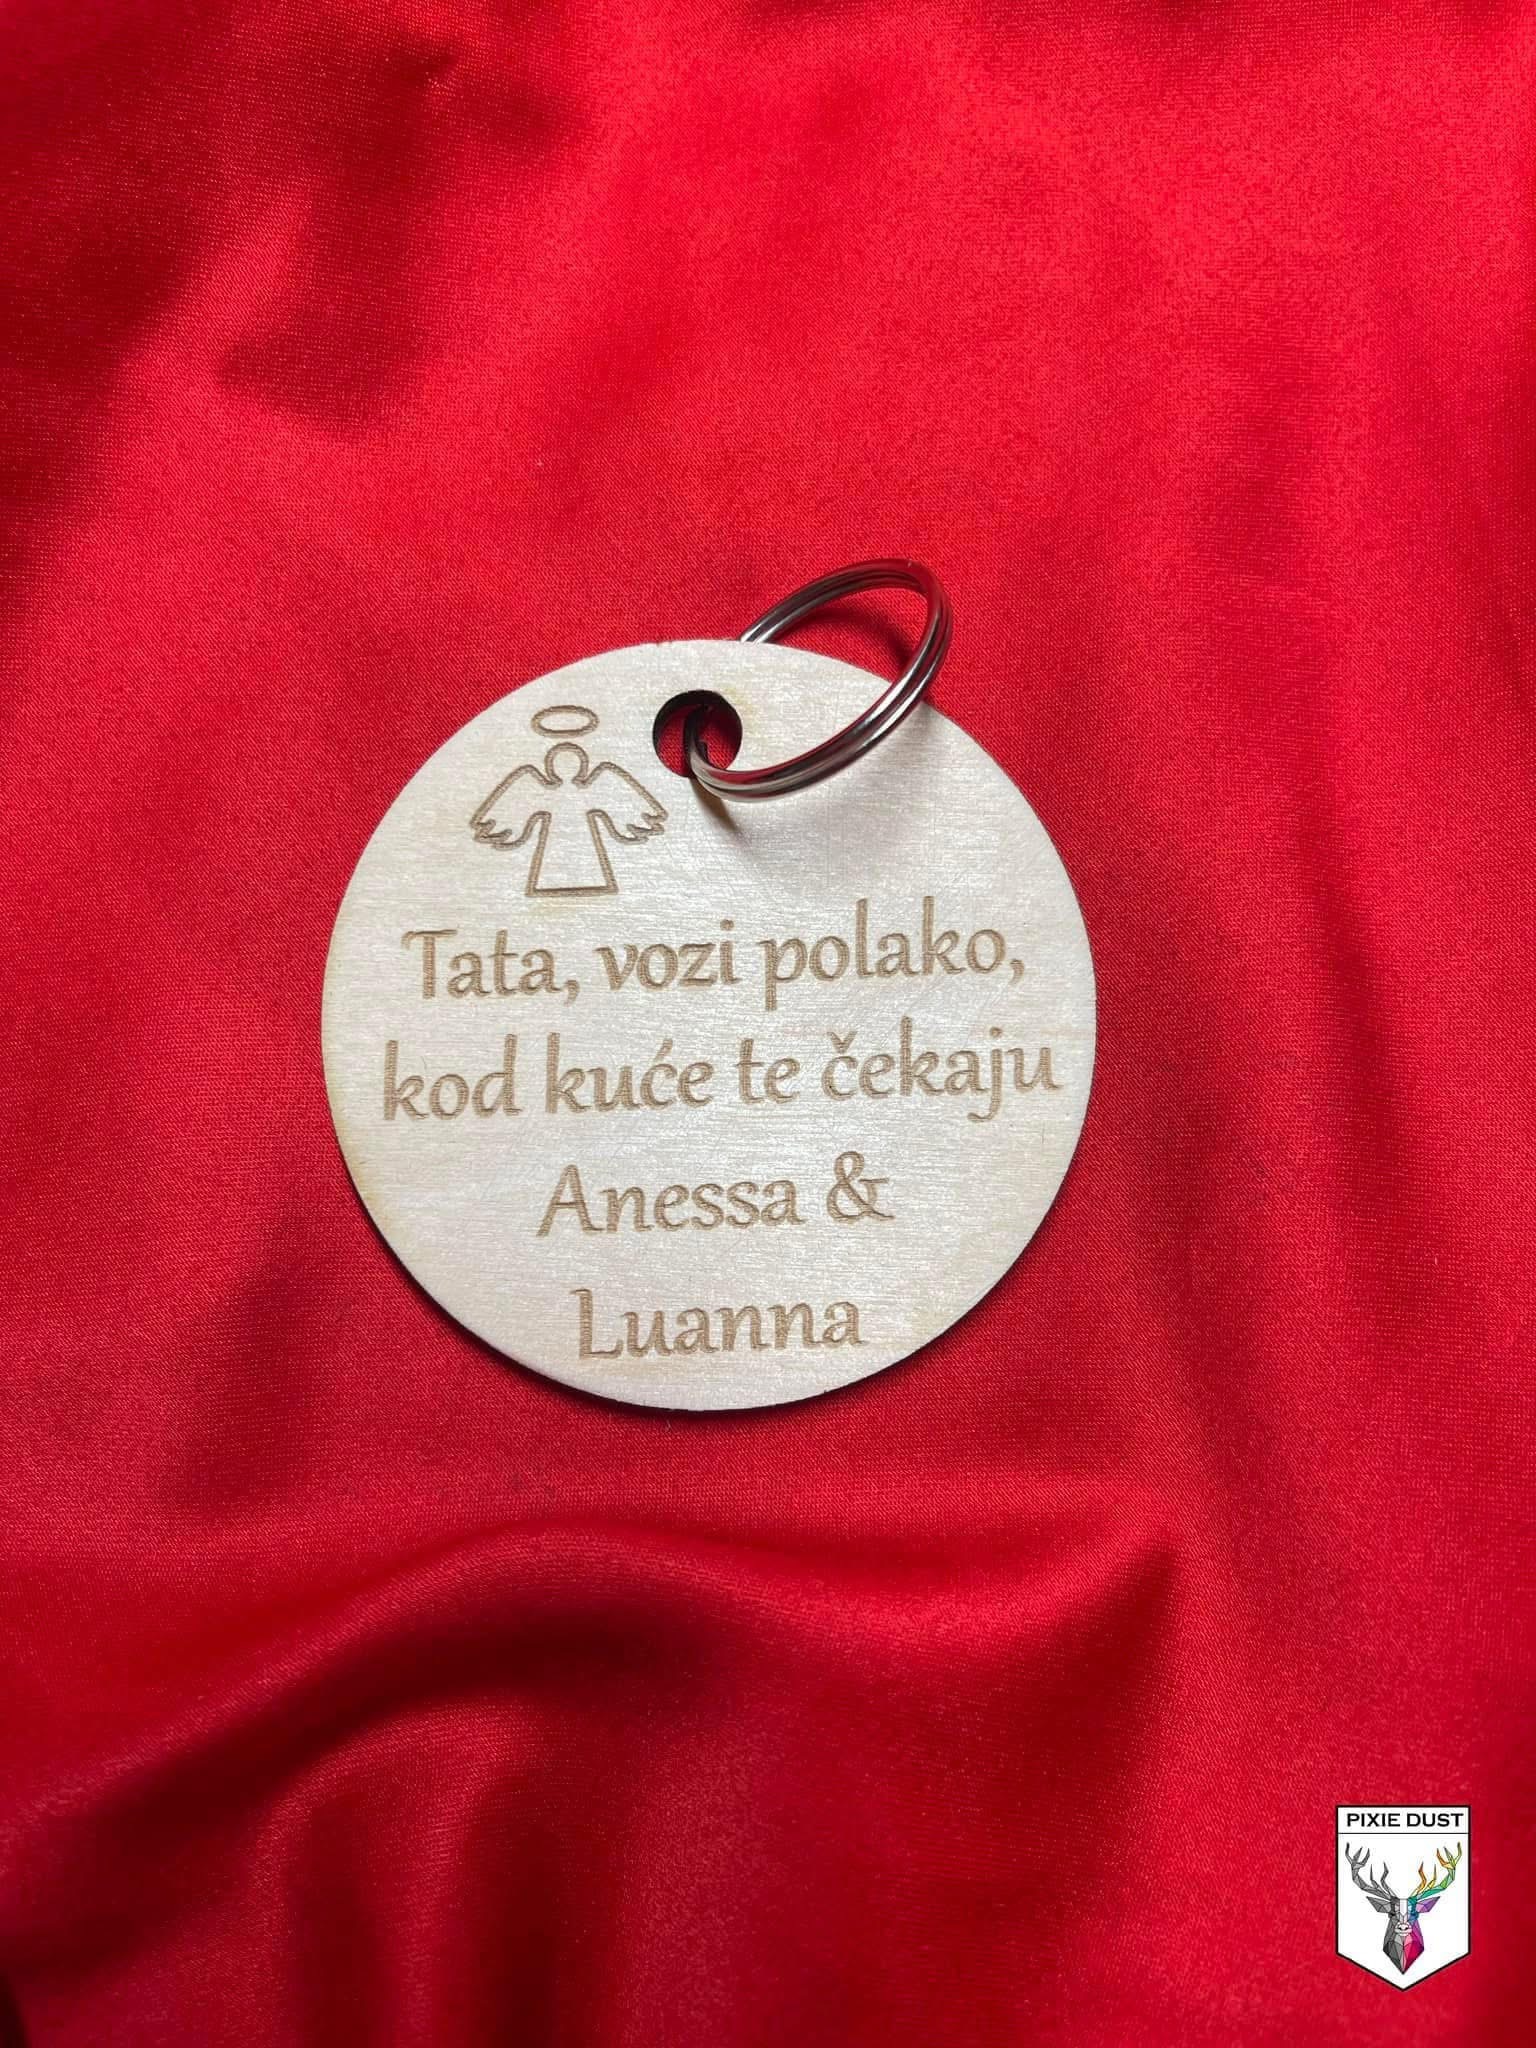 Tata, vozi polako,
kod kuće te čekaju
Anessa &
Luanna
PIXIE DUST